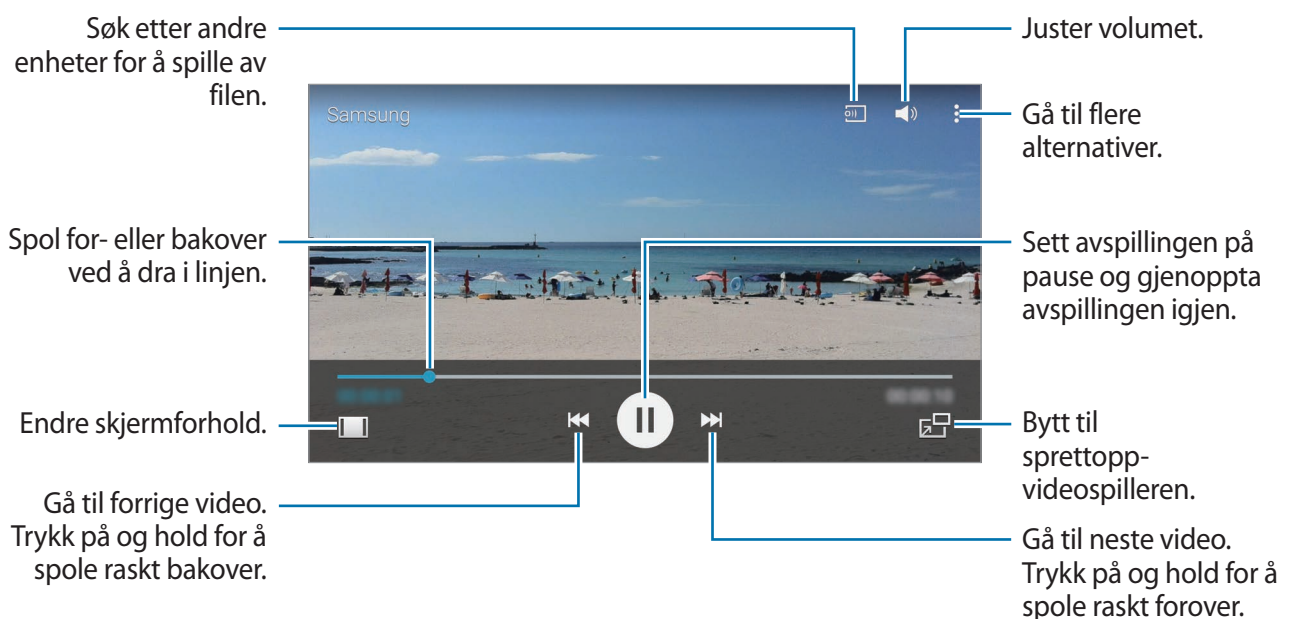 Søk etter andre
enheter for å spille av
filen.
Juster volumet.
Samsung
Gå til flere
alternativer.
Spol for- eller bakover
ved å dra i linjen.
Sett avspillingen på
pause og gjenoppta
avspillingen igjen.
Endre skjermforhold.
Bytt til
sprettopp-
videospilleren.
Gå til forrige video.
Trykk på og hold for å
spole raskt bakover.
Gå til neste video.
Trykk på og hold for å
spole raskt forover.